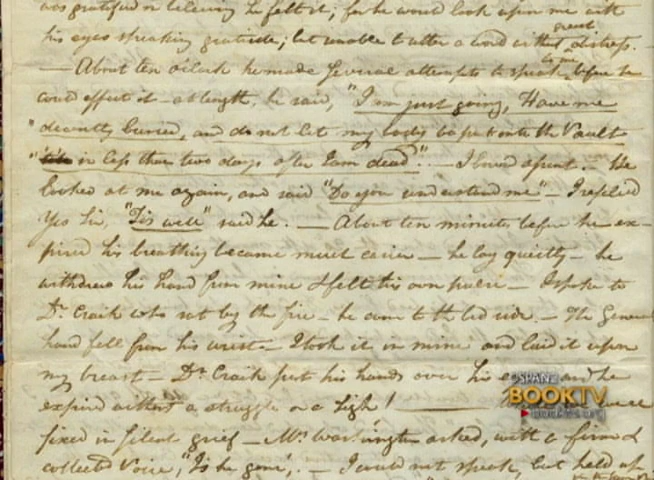 was gratified in believing he felt it; for he would look upon me with
his eyes speaking gratitude; but unable to utter a word without great distress.
— About ten o'clock he made several attempts to speak to me before he
could effect it — at length, he said, "I am just going. Have me
"decently buried, and do not let my body be put into the Vault
"in less than two days after I am dead". — I bowed assent. — He
looked at me again, and said "Do you understand me" — I replied
Yes Sir, "Tis well" said he. — About ten minutes before he ex-
pired his breathing became much easier — he lay quietly — he
withdrew his hand from mine & felt his own pulse — I spoke to
Dr. Craik who sat by the fire — he came to the bed side. — The General's
hand fell from his wrist — I took it in mine and laid it upon
my breast — Dr. Craik put his hands over his eyes and he
expired without a struggle or a Sigh! — were
fixed in silent grief — Mrs. Washington asked, with a firm &
collected Voice, "Is he gone", — I could not speak, but held up
C-SPAN2
BOOKTV
booktv.org